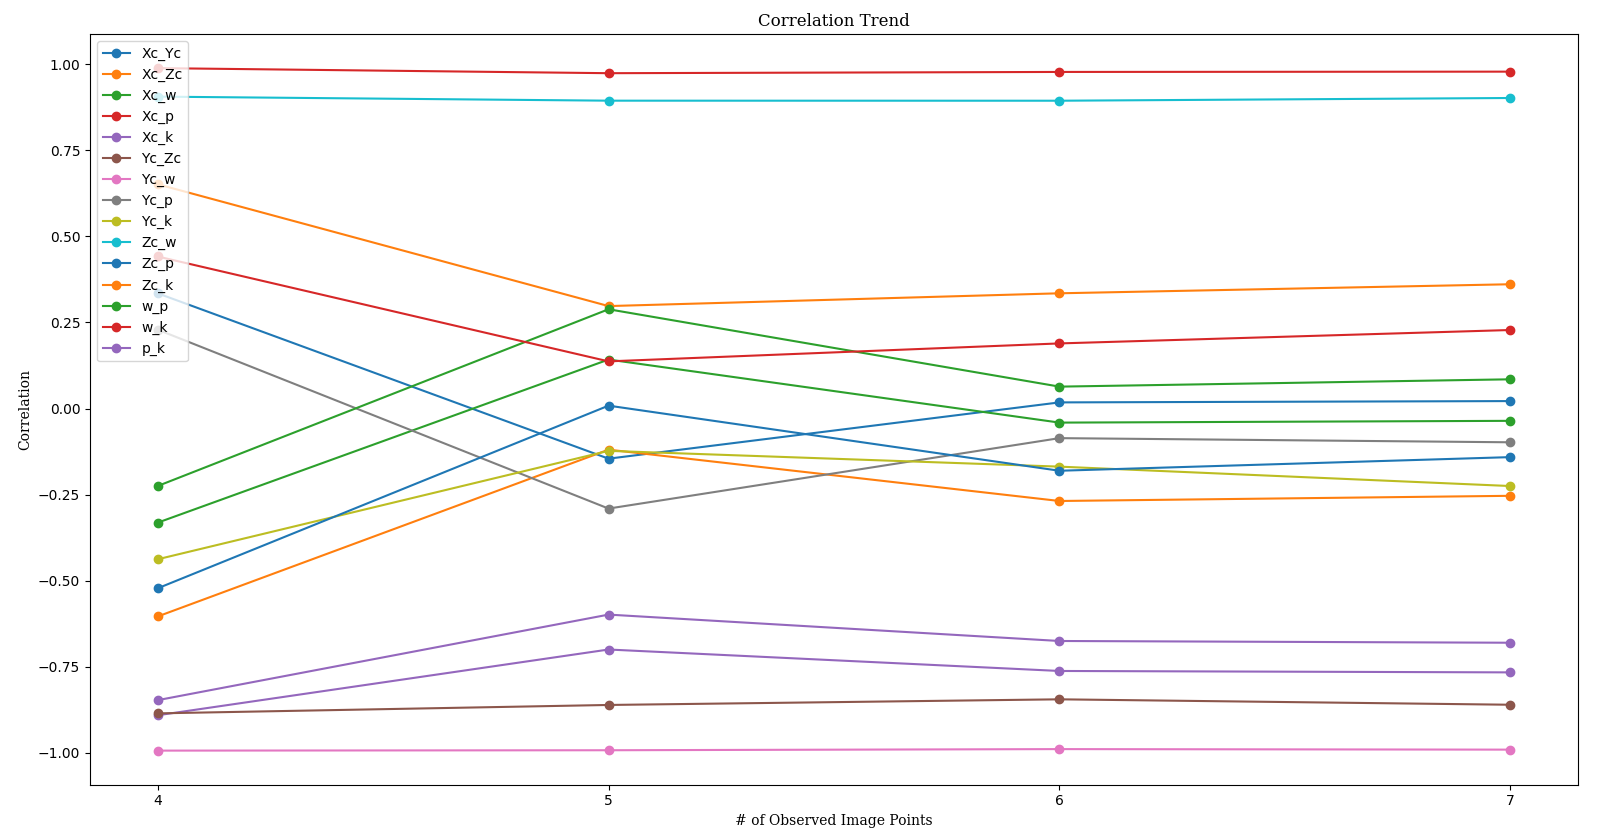 Correlation Trend
Xc_Yc
Xc_Zc
Xc_w
Xc_p
Xc_k
Yc_Zc
Yc_w
Yc_p
Yc_k
Zc_w
Zc_p
Zc_k
w_p
w_k
p_k
1.00
0.75
0.50
0.25
0.00
−0.25
−0.50
−0.75
−1.00
Correlation
4 5 6 7
# of Observed Image Points